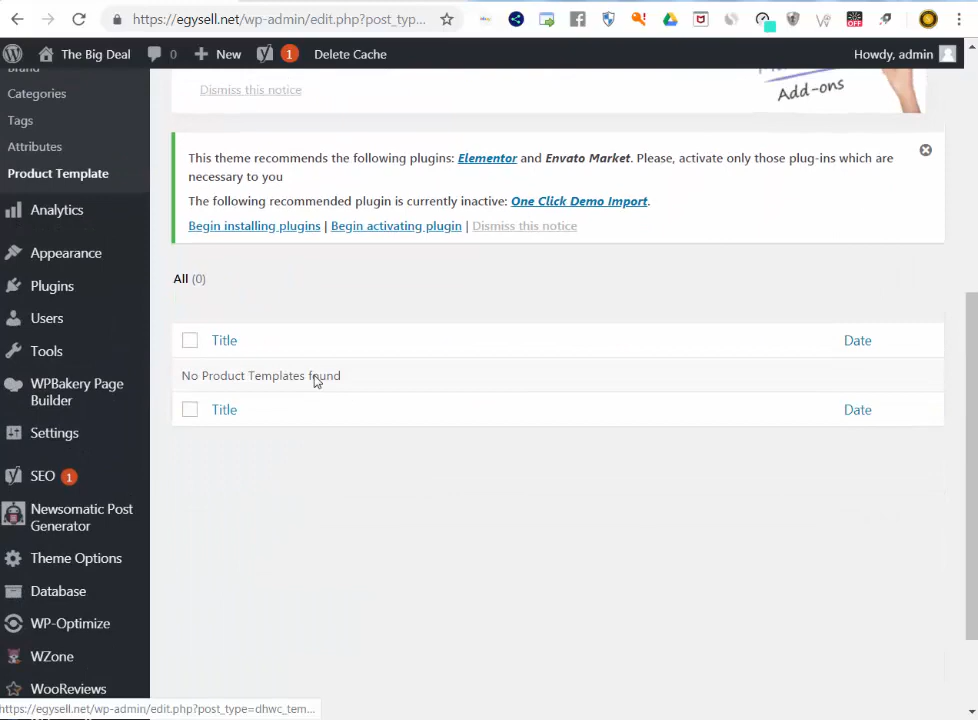 https://egysell.net/wp-admin/edit.php?post_typ...
OFF
The Big Deal
0
New
1
Delete Cache
Howdy, admin
Brand
Categories
Tags
Attributes
Product Template
Analytics
Appearance
Plugins
Users
Tools
WPBakery Page
Builder
Settings
SEO 1
Newsomatic Post
Generator
Theme Options
Database
WP-Optimize
WZone
WooReviews
Dismiss this notice
Add-ons
This theme recommends the following plugins: Elementor and Envato Market. Please, activate only those plug-ins which are
necessary to you
The following recommended plugin is currently inactive: One Click Demo Import.
Begin installing plugins | Begin activating plugin | Dismiss this notice
All (0)
Title Date
No Product Templates found
Title Date
https://egysell.net/wp-admin/edit.php?post_type=dhwc_tem...